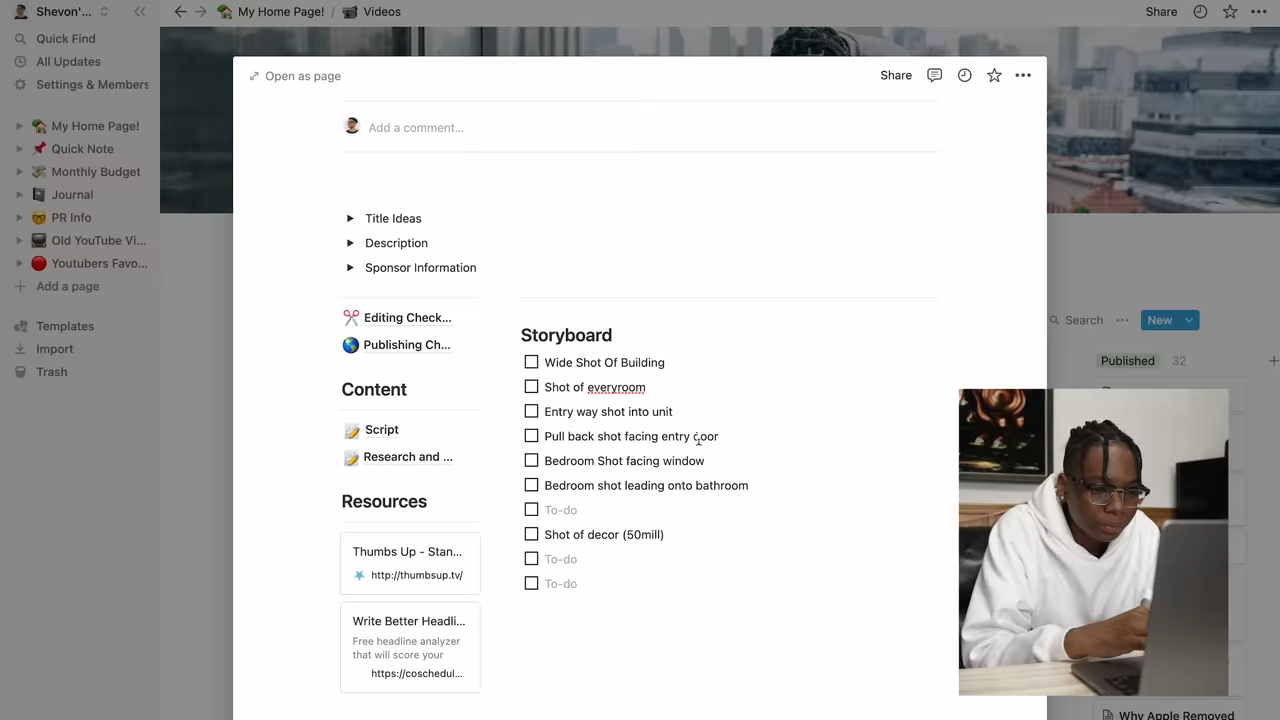 Shevon'...
My Home Page! / Videos
Share
Quick Find
All Updates
Settings & Members
My Home Page!
Quick Note
Monthly Budget
Journal
PR Info
Old YouTube Vi...
Youtubers Favo...
Add a page
Templates
Import
Trash
Open as page
Share
Add a comment...
Title Ideas
Description
Sponsor Information
Editing Check...
Publishing Ch...
Content
Script
Research and ...
Resources
Thumbs Up - Stan...
http://thumbsup.tv/
Write Better Headli...
Free headline analyzer
that will score your
https://coschedul...
Storyboard
Wide Shot Of Building
Shot of everyroom
Entry way shot into unit
Pull back shot facing entry door
Bedroom Shot facing window
Bedroom shot leading onto bathroom
To-do
Shot of decor (50mill)
To-do
To-do
Search
New
Published 32
Why Apple Removed